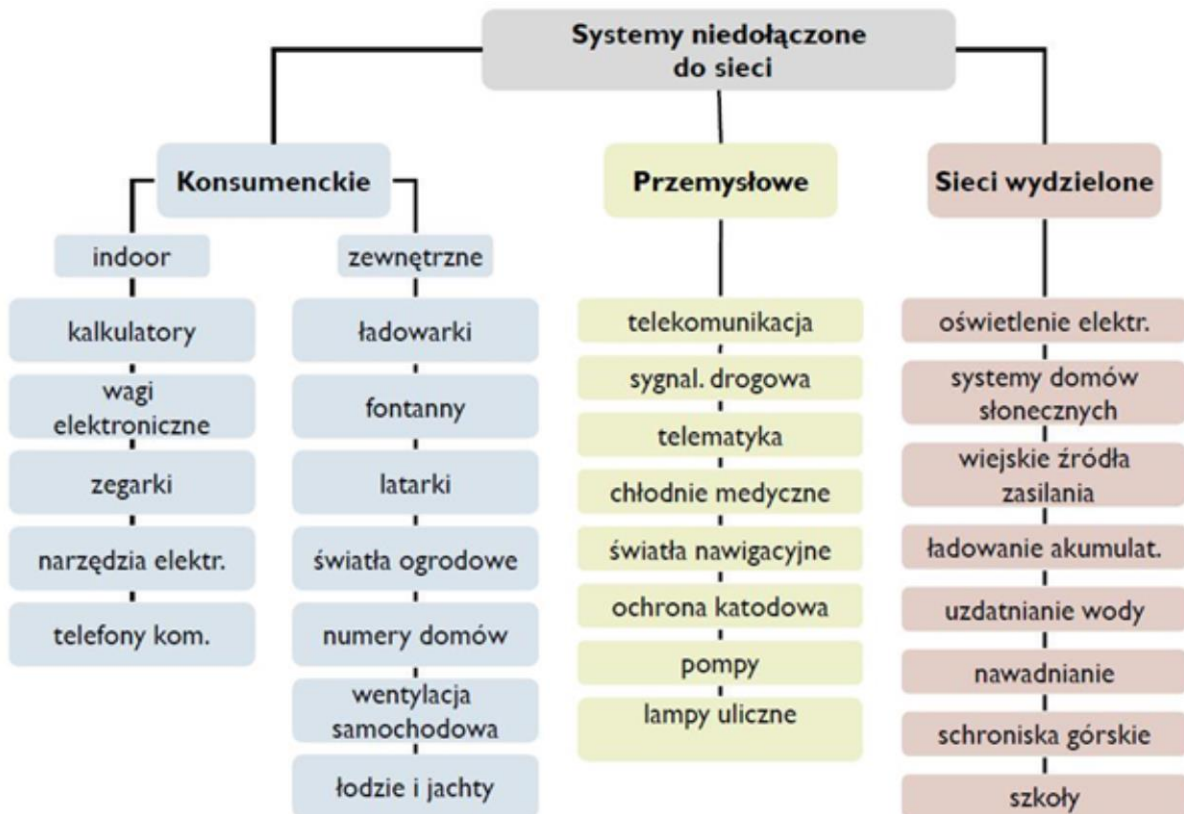 Systemy niedołączone
do sieci
Konsumenckie
indoor
kalkulatory
wagi
elektroniczne
zegarki
narzędzia elektr.
telefony kom.
zewnętrzne
ładowarki
fontanny
latarki
światła ogrodowe
numery domów
wentylacja
samochodowa
łodzie i jachty
Przemysłowe
telekomunikacja
sygnal. drogowa
telematyka
chłodnie medyczne
światła nawigacyjne
ochrona katodowa
pompy
lampy uliczne
Sieci wydzielone
oświetlenie elektr.
systemy domów
słonecznych
wiejskie źródła
zasilania
ładowanie akumulat.
uzdatnianie wody
nawadnianie
schroniska górskie
szkoły